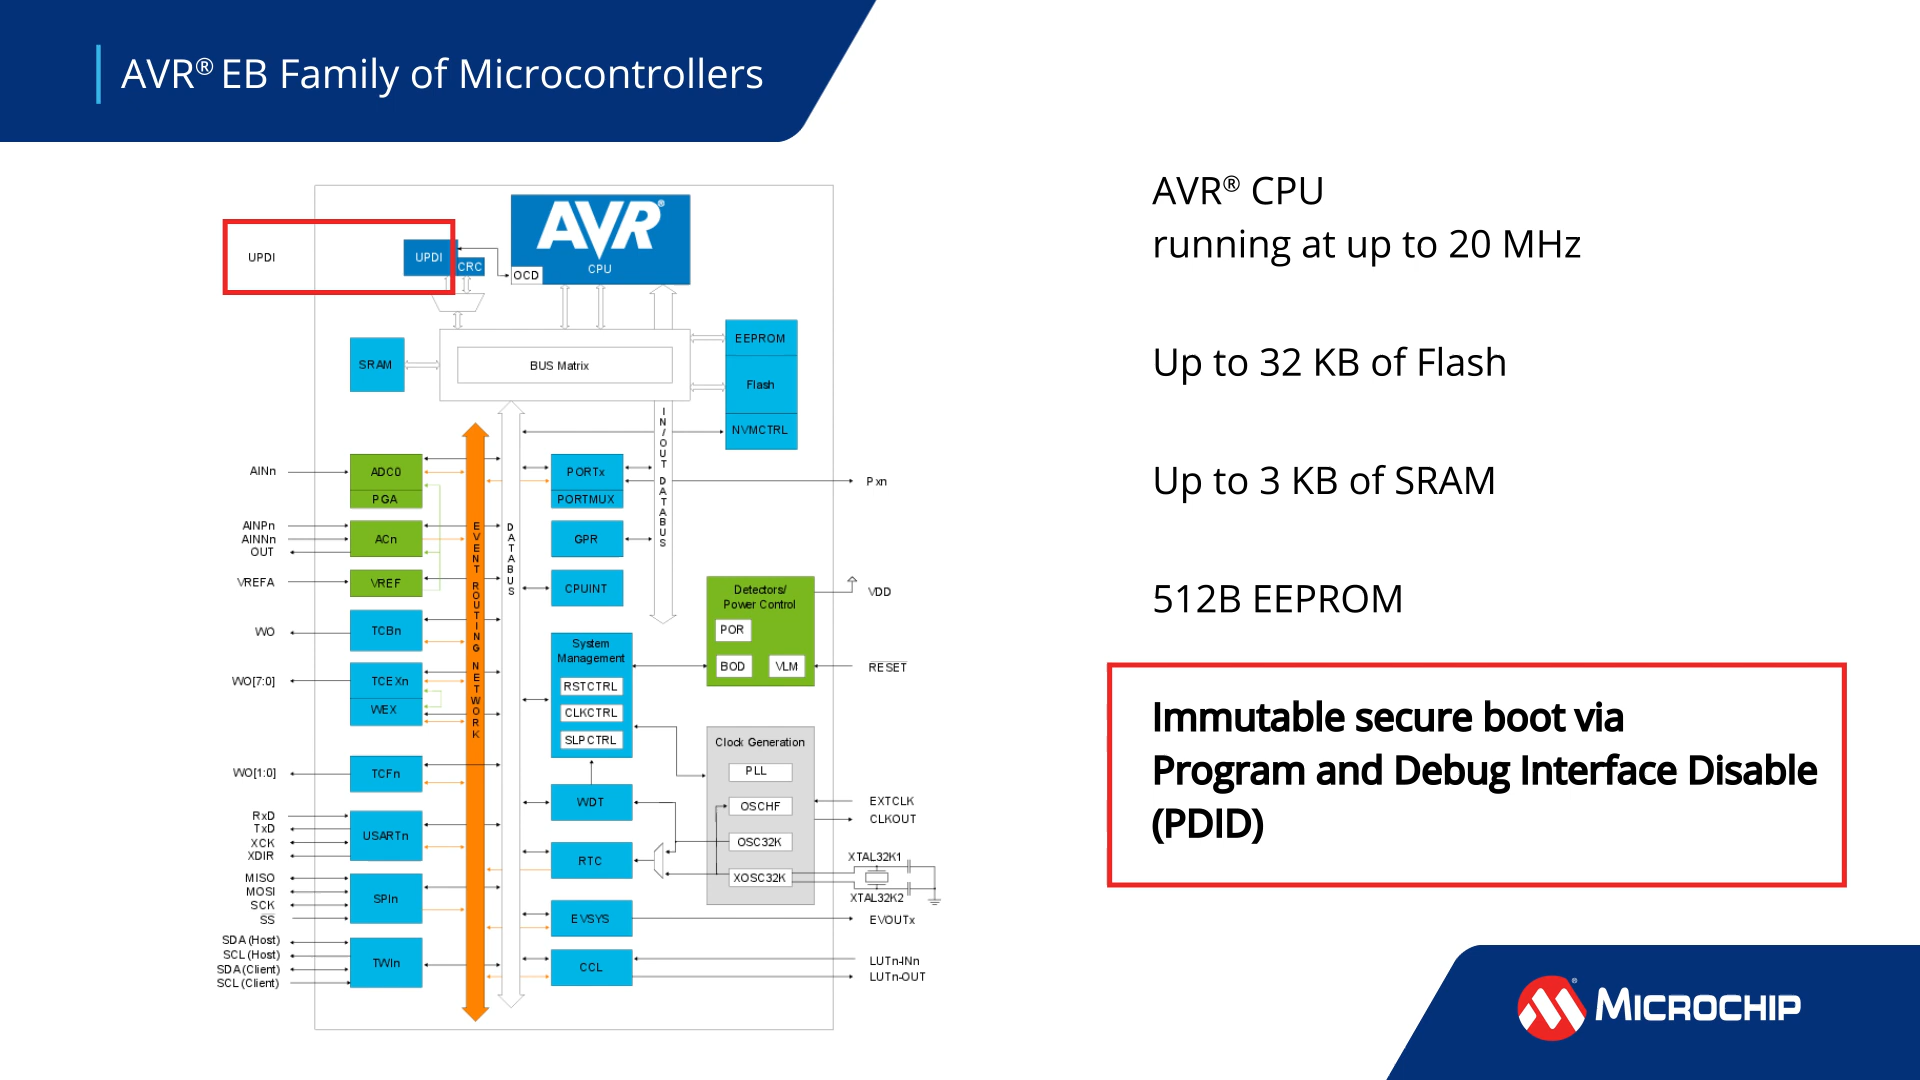 AVR® EB Family of Microcontrollers
AVR®
CPU
OCD
UPDI
UPDI
CRC
SRAM
BUS Matrix
EEPROM
Flash
NVMCTRL
IN/OUT DATABUS
DATABUS
EVENT ROUTING NETWORK
AINn
ADC0
PGA
AINPn
AINNn
OUT
ACn
VREFA
VREF
WO
TCBn
WO[7:0]
TCEXn
WEX
WO[1:0]
TCFn
RxD
TxD
XCK
XDIR
USARTn
MISO
MOSI
SCK
SS
SPIn
SDA (Host)
SCL (Host)
SDA (Client)
SCL (Client)
TWIn
PORTx
PORTMUX
Pxn
GPR
CPUINT
System
Management
RSTCTRL
CLKCTRL
SLPCTRL
Detectors/
Power Control
POR
BOD
VLM
VDD
RESET
WDT
RTC
EVSYS
CCL
Clock Generation
PLL
OSCHF
OSC32K
XOSC32K
EXTCLK
CLKOUT
XTAL32K1
XTAL32K2
EVOUTx
LUTn-INn
LUTn-OUT
AVR® CPU
running at up to 20 MHz
Up to 32 KB of Flash
Up to 3 KB of SRAM
512B EEPROM
Immutable secure boot via
Program and Debug Interface Disable
(PDID)
® MICROCHIP